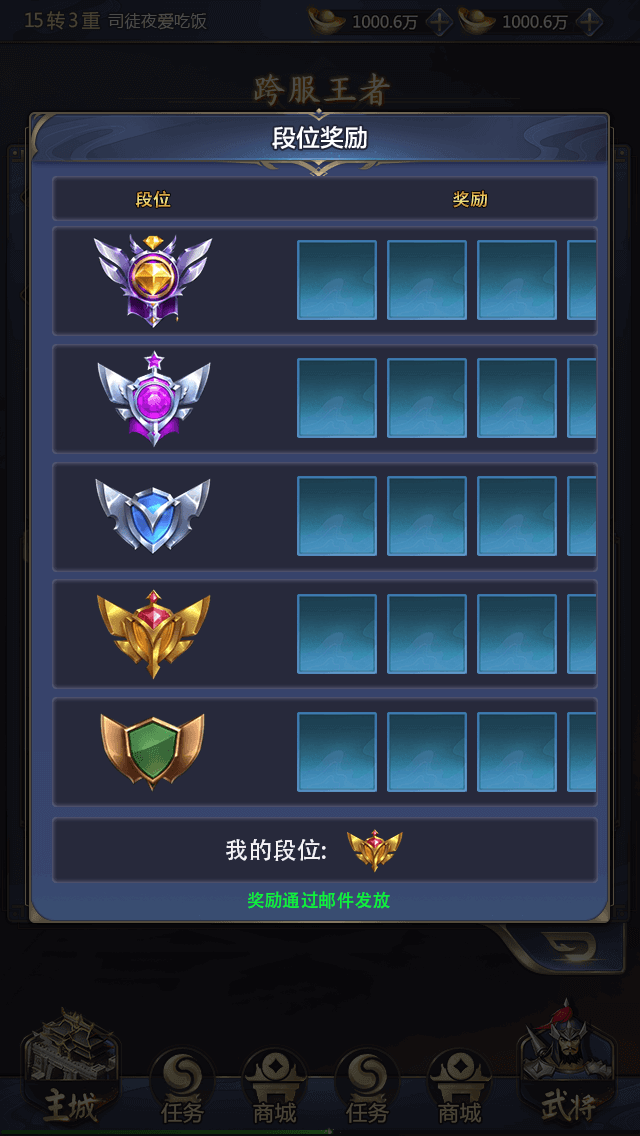 15转3重 司徒夜爱吃饭 1000.6万 1000.6万
跨服王者
段位奖励
段位 奖励
我的段位:
奖励通过邮件发放
主城 任务 商城 任务 商城 武将